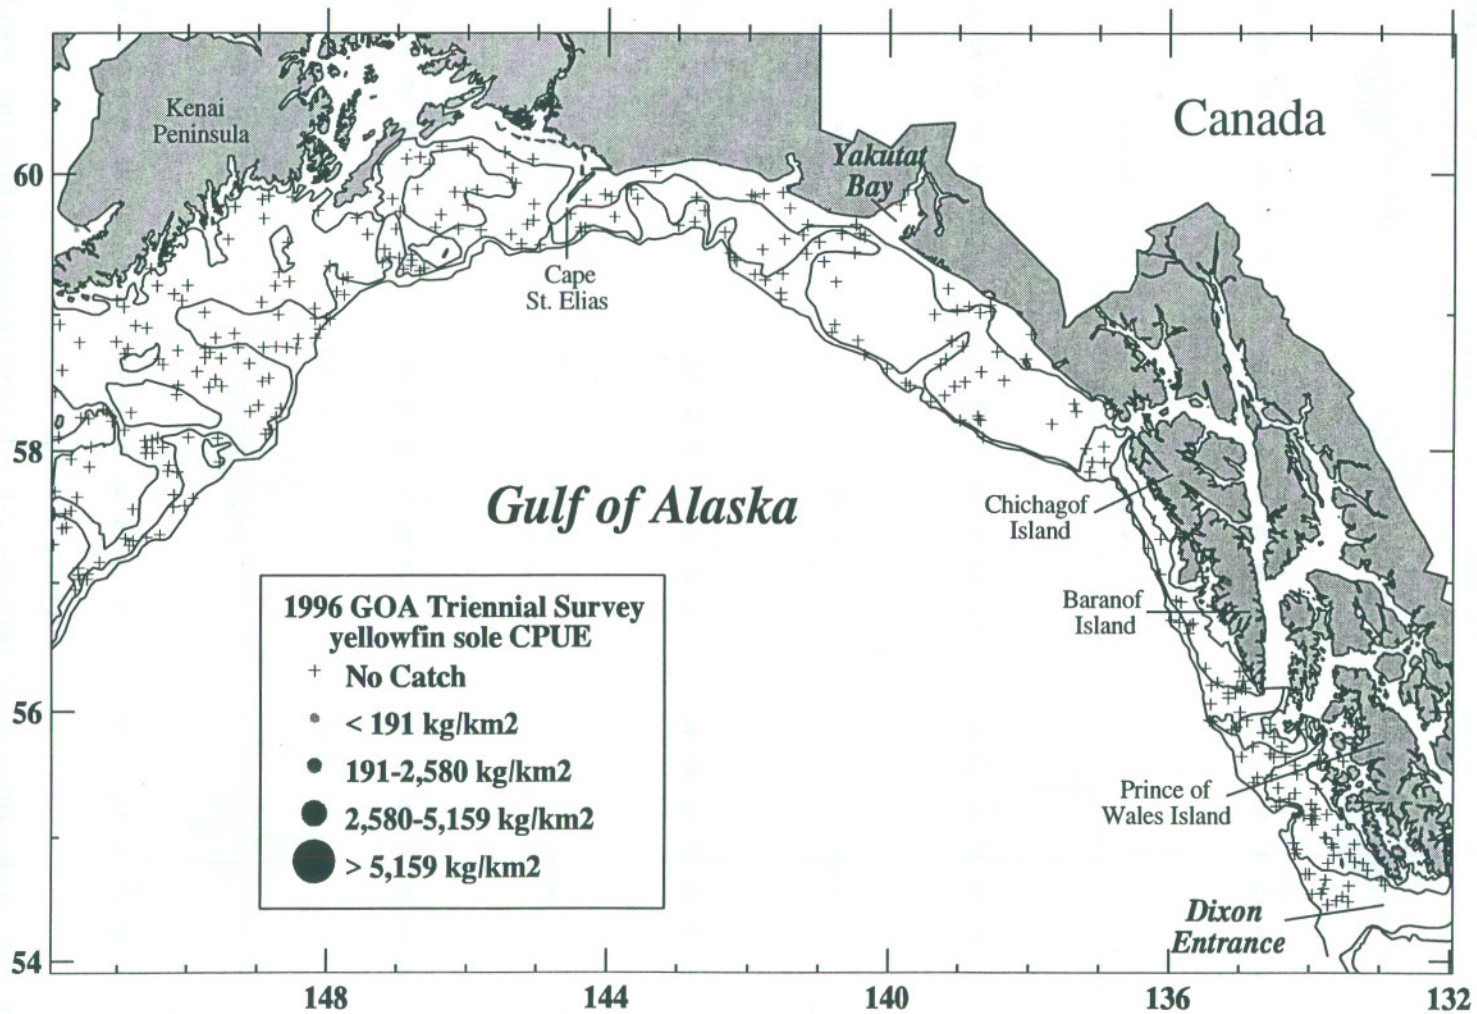 Kenai
Peninsula
Canada
Yakutat
Bay
60
Cape
St. Elias
58
Gulf of Alaska
Chichagof
Island
1996 GOA Triennial Survey
yellowfin sole CPUE
No Catch
< 191 kg/km2
191-2,580 kg/km2
2,580-5,159 kg/km2
> 5,159 kg/km2
Baranof
Island
56
Prince of
Wales Island
Dixon
Entrance
54
148
144
140
136
132